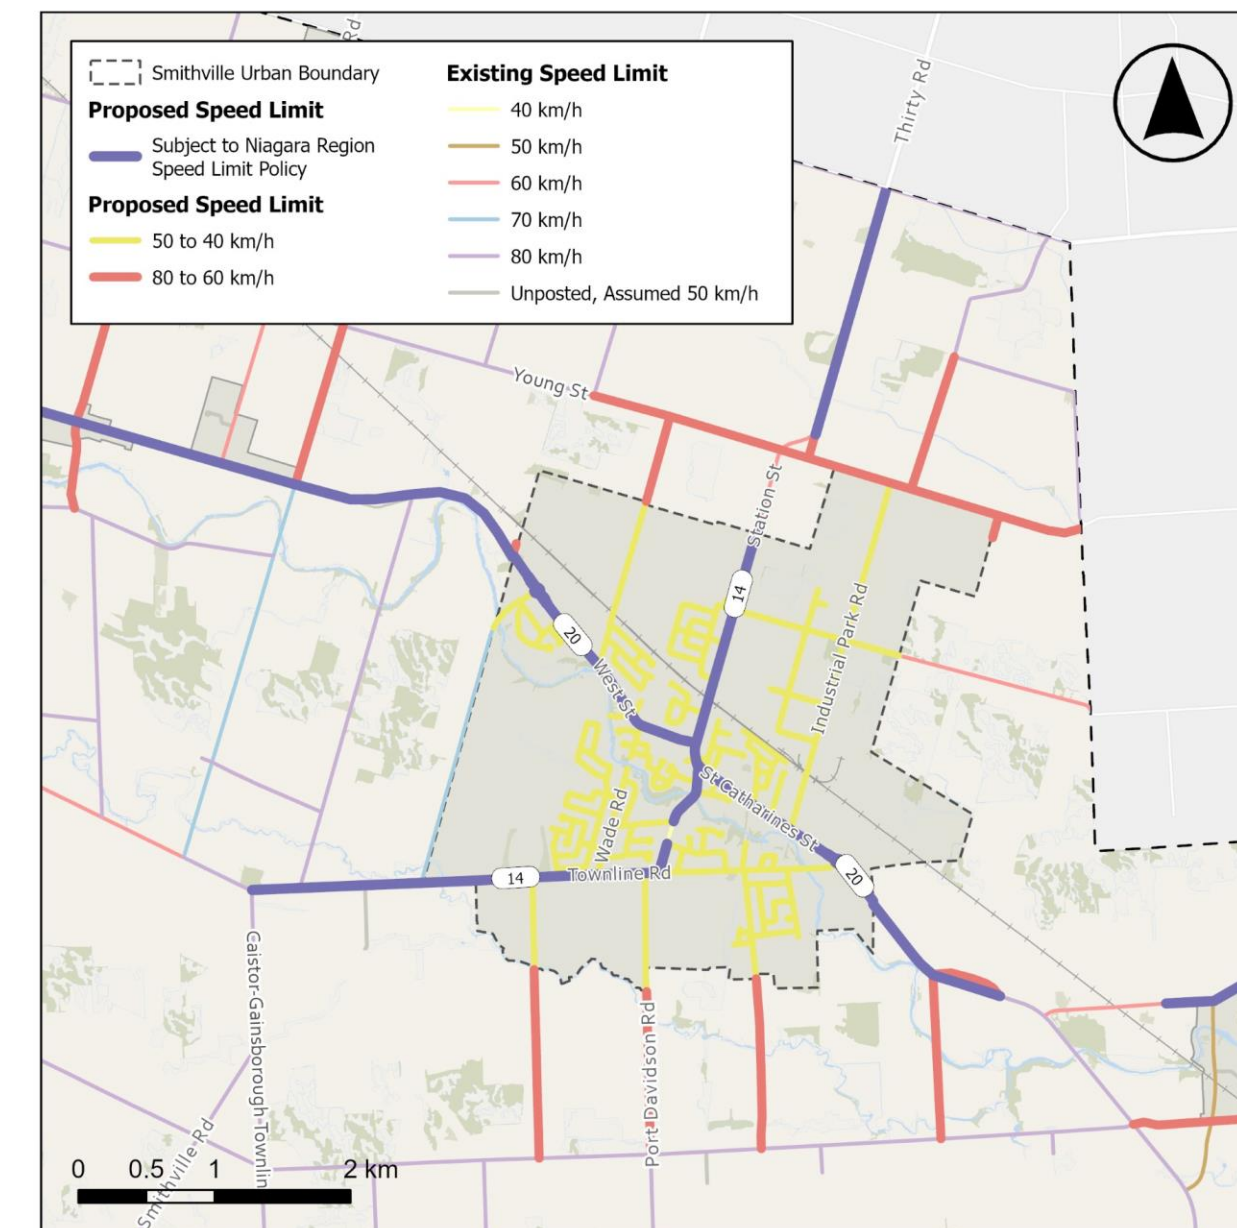 Rd
Smithville Urban Boundary
Proposed Speed Limit
Subject to Niagara Region
Speed Limit Policy
Proposed Speed Limit
50 to 40 km/h
80 to 60 km/h
Existing Speed Limit
40 km/h
50 km/h
60 km/h
70 km/h
80 km/h
Unposted, Assumed 50 km/h
Thirty Rd
Young St
Station St
14
20
West St
Industrial Park Rd
St Catharines St
Wade Rd
14
Townline Rd
20
Caistor-Gainsborough Townlin
Port Davidson Rd
Smithville Rd
0 0.5 1 2 km